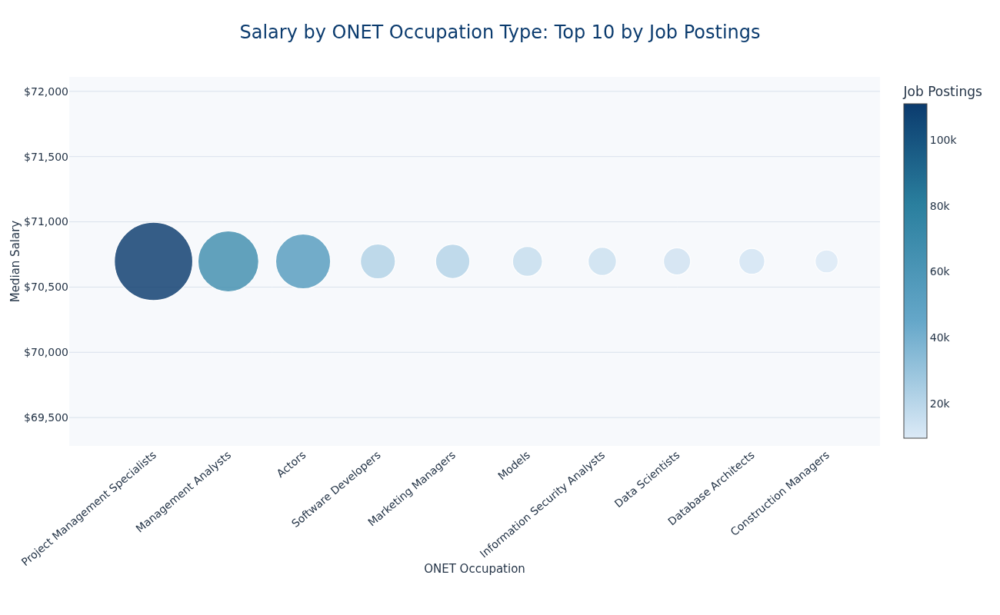 Salary by ONET Occupation Type: Top 10 by Job Postings
Median Salary
$72,000
$71,500
$71,000
$70,500
$70,000
$69,500
Project Management Specialists
Management Analysts
Actors
Software Developers
Marketing Managers
Models
Information Security Analysts
Data Scientists
Database Architects
Construction Managers
ONET Occupation
Job Postings
100k
80k
60k
40k
20k